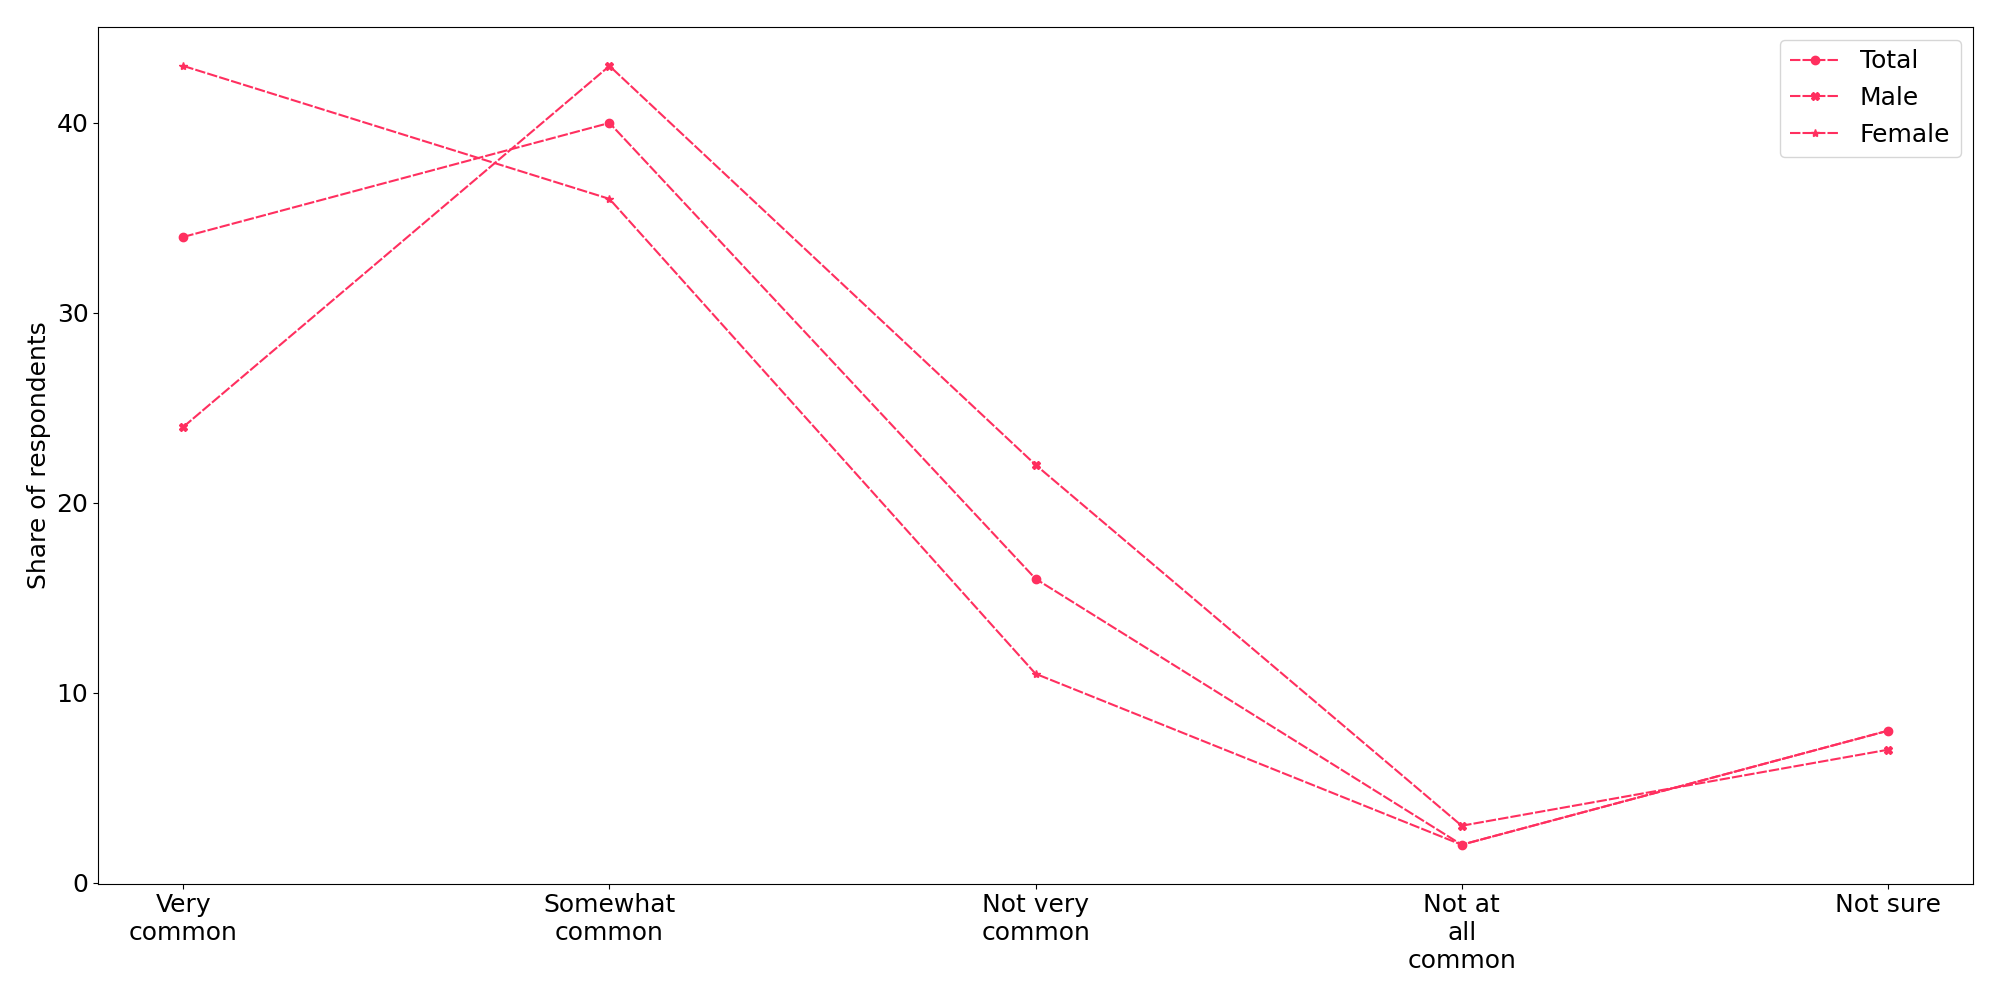 Total
Male
Female
40
30
20
10
0
Share of respondents
Very
common
Somewhat
common
Not very
common
Not at
all
common
Not sure